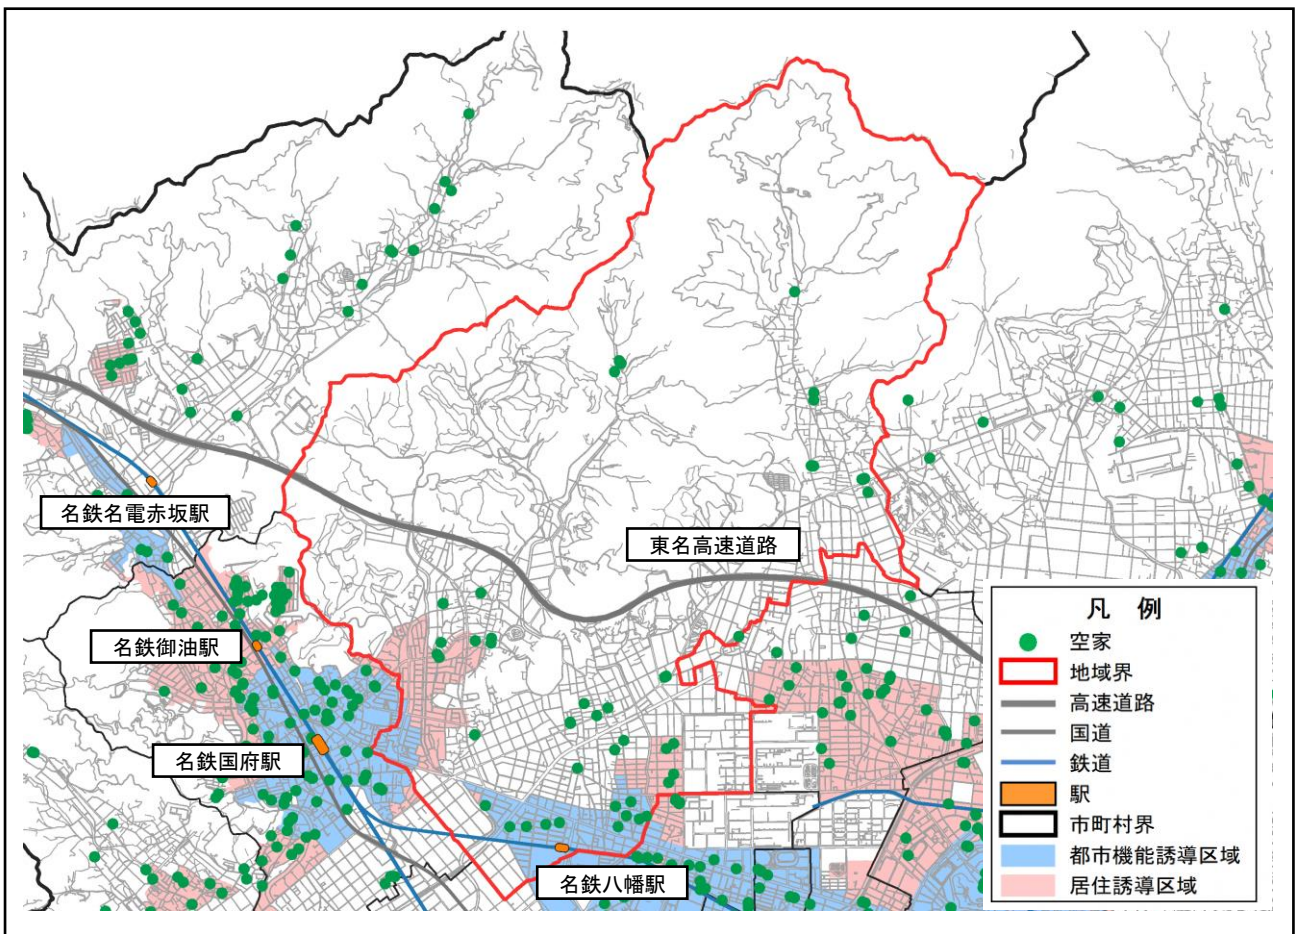 名鉄名電赤坂駅
東名高速道路
名鉄御油駅
名鉄国府駅
名鉄八幡駅
凡 例
空家
地域界
高速道路
国道
鉄道
駅
市町村界
都市機能誘導区域
居住誘導区域